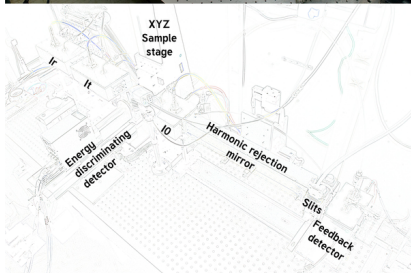 XYZ
Sample
stage
Ir
It
I0
Energy
discriminating
detector
Harmonic rejection
mirror
Slits
Feedback
detector